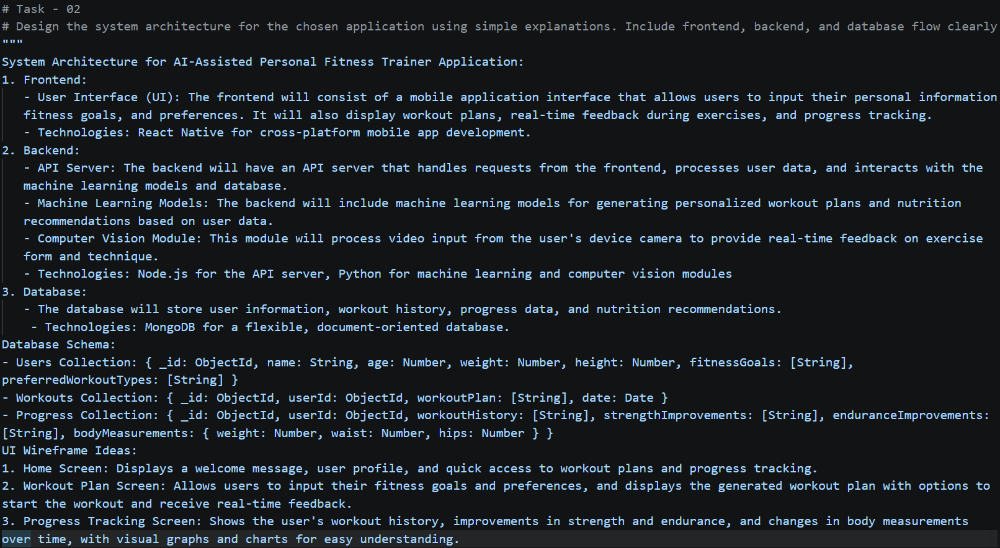 # Task - 02
# Design the system architecture for the chosen application using simple explanations. Include frontend, backend, and database flow clearly
"""
System Architecture for AI-Assisted Personal Fitness Trainer Application:
1. Frontend:
- User Interface (UI): The frontend will consist of a mobile application interface that allows users to input their personal information
fitness goals, and preferences. It will also display workout plans, real-time feedback during exercises, and progress tracking.
- Technologies: React Native for cross-platform mobile app development.
2. Backend:
- API Server: The backend will have an API server that handles requests from the frontend, processes user data, and interacts with the
machine learning models and database.
- Machine Learning Models: The backend will include machine learning models for generating personalized workout plans and nutrition
recommendations based on user data.
- Computer Vision Module: This module will process video input from the user's device camera to provide real-time feedback on exercise
form and technique.
- Technologies: Node.js for the API server, Python for machine learning and computer vision modules
3. Database:
- The database will store user information, workout history, progress data, and nutrition recommendations.
- Technologies: MongoDB for a flexible, document-oriented database.
Database Schema:
- Users Collection: { _id: ObjectId, name: String, age: Number, weight: Number, height: Number, fitnessGoals: [String],
preferredWorkoutTypes: [String] }
- Workouts Collection: { _id: ObjectId, userId: ObjectId, workoutPlan: [String], date: Date }
- Progress Collection: { _id: ObjectId, userId: ObjectId, workoutHistory: [String], strengthImprovements: [String], enduranceImprovements:
[String], bodyMeasurements: { weight: Number, waist: Number, hips: Number } }
UI Wireframe Ideas:
1. Home Screen: Displays a welcome message, user profile, and quick access to workout plans and progress tracking.
2. Workout Plan Screen: Allows users to input their fitness goals and preferences, and displays the generated workout plan with options to
start the workout and receive real-time feedback.
3. Progress Tracking Screen: Shows the user's workout history, improvements in strength and endurance, and changes in body measurements
over time, with visual graphs and charts for easy understanding.